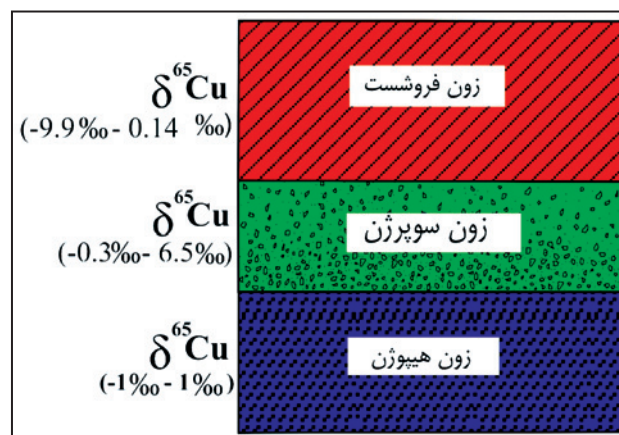 δ⁶⁵Cu
(-9.9‰ - 0.14 ‰)
زون فروشست
δ⁶⁵Cu
(-0.3‰- 6.5‰)
زون سوپرژن
δ⁶⁵Cu
(-1‰ - 1‰)
زون هیپوژن